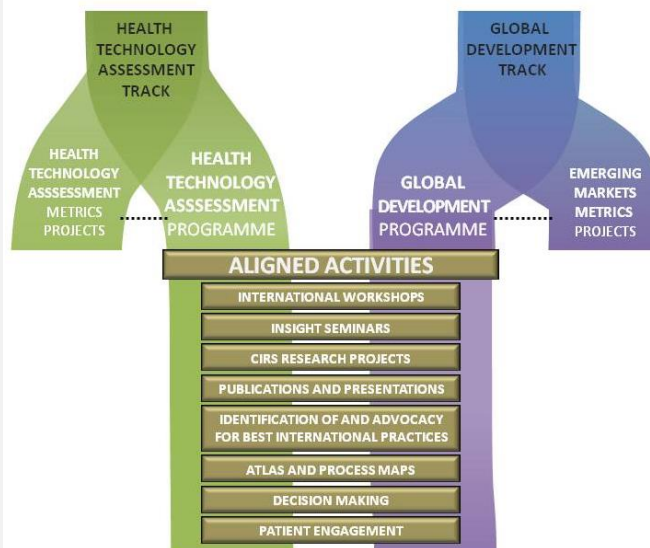 HEALTH
TECHNOLOGY
ASSESSMENT
TRACK
GLOBAL
DEVELOPMENT
TRACK
HEALTH
TECHNOLOGY
ASSSESSMENT
METRICS
PROJECTS
HEALTH
TECHNOLOGY
ASSSESSMENT
PROGRAMME
GLOBAL
DEVELOPMENT
PROGRAMME
EMERGING
MARKETS
METRICS
PROJECTS
ALIGNED ACTIVITIES
INTERNATIONAL WORKSHOPS
INSIGHT SEMINARS
CIRS RESEARCH PROJECTS
PUBLICATIONS AND PRESENTATIONS
IDENTIFICATION OF AND ADVOCACY
FOR BEST INTERNATIONAL PRACTICES
ATLAS AND PROCESS MAPS
DECISION MAKING
PATIENT ENGAGEMENT